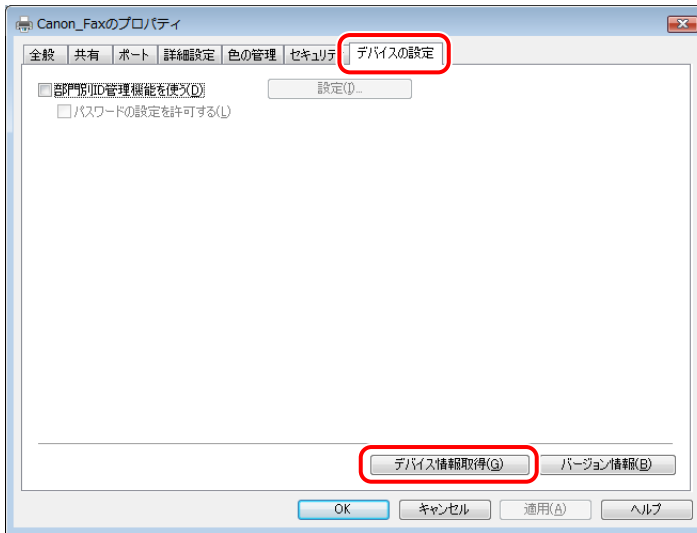 Canon_Faxのプロパティ
全般 共有 ポート 詳細設定 色の管理 セキュリティ デバイスの設定
部門別ID管理機能を使う(D) 設定(I)...
パスワードの設定を許可する(L)
デバイス情報取得(G) バージョン情報(B)
OK キャンセル 適用(A) ヘルプ